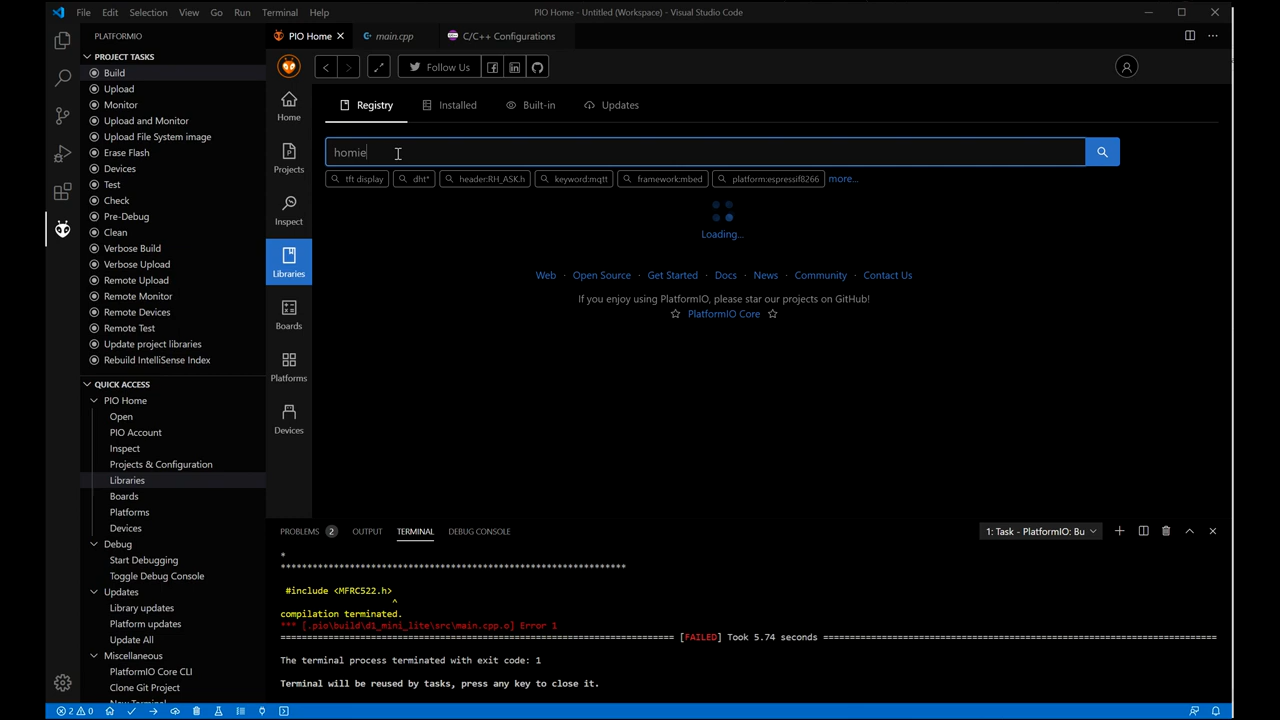 File Edit Selection View Go Run Terminal Help
PIO Home - Untitled (Workspace) - Visual Studio Code
PLATFORMIO
PROJECT TASKS
Build
Upload
Monitor
Upload and Monitor
Upload File System image
Erase Flash
Devices
Test
Check
Pre-Debug
Clean
Verbose Build
Verbose Upload
Remote Upload
Remote Monitor
Remote Devices
Remote Test
Update project libraries
Rebuild IntelliSense Index
QUICK ACCESS
PIO Home
Open
PIO Account
Inspect
Projects & Configuration
Libraries
Boards
Platforms
Devices
Debug
Start Debugging
Toggle Debug Console
Updates
Library updates
Platform updates
Update All
Miscellaneous
PlatformIO Core CLI
Clone Git Project
New Terminal
PIO Home main.cpp C/C++ Configurations
Follow Us
Home
Projects
Inspect
Libraries
Boards
Platforms
Devices
Registry Installed Built-in Updates
homie
tft display dht* header:RH_ASK.h keyword:mqtt framework:mbed platform:espressif8266 more...
Loading...
Web · Open Source · Get Started · Docs · News · Community · Contact Us
If you enjoy using PlatformIO, please star our projects on GitHub!
☆ PlatformIO Core ☆
PROBLEMS 2 OUTPUT TERMINAL DEBUG CONSOLE
1: Task - PlatformIO: Bu
*
*****************************************************************
#include <MFRC522.h>
^
compilation terminated.
*** [.pio\build\d1_mini_lite\src\main.cpp.o] Error 1
[FAILED] Took 5.74 seconds
The terminal process terminated with exit code: 1
Terminal will be reused by tasks, press any key to close it.
2 0